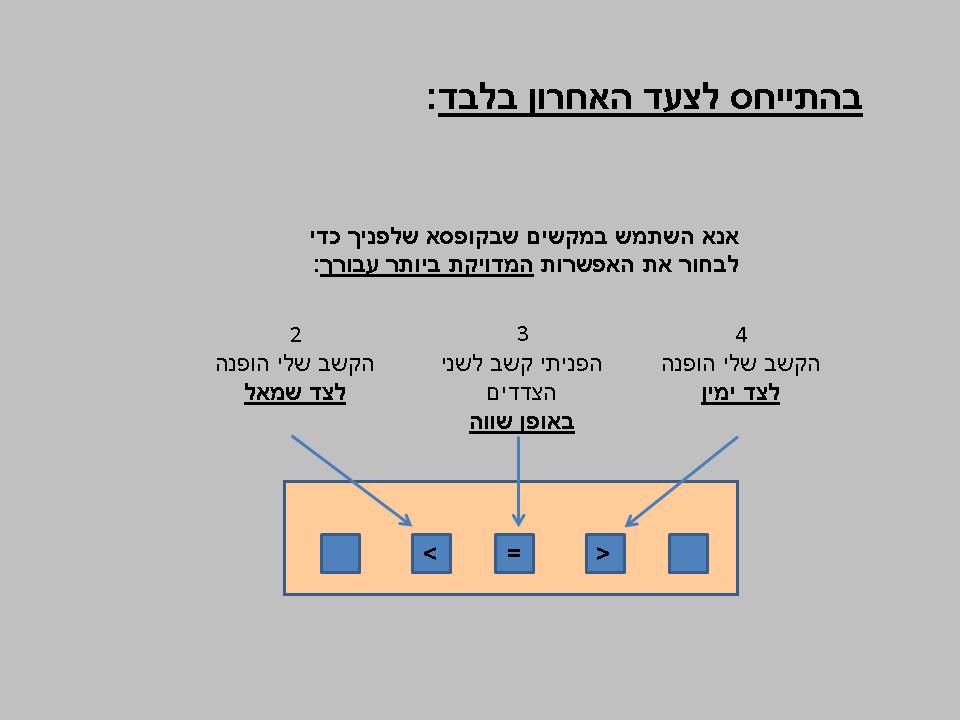 בהתייחס לצעד האחרון בלבד:
אנא השתמש במקשים שבקופסא שלפניך כדי
לבחור את האפשרות המדויקת ביותר עבורך:
4
הקשב שלי הופנה
לצד ימין
3
הפניתי קשב לשני
הצדדים
באופן שווה
2
הקשב שלי הופנה
לצד שמאל
< = >